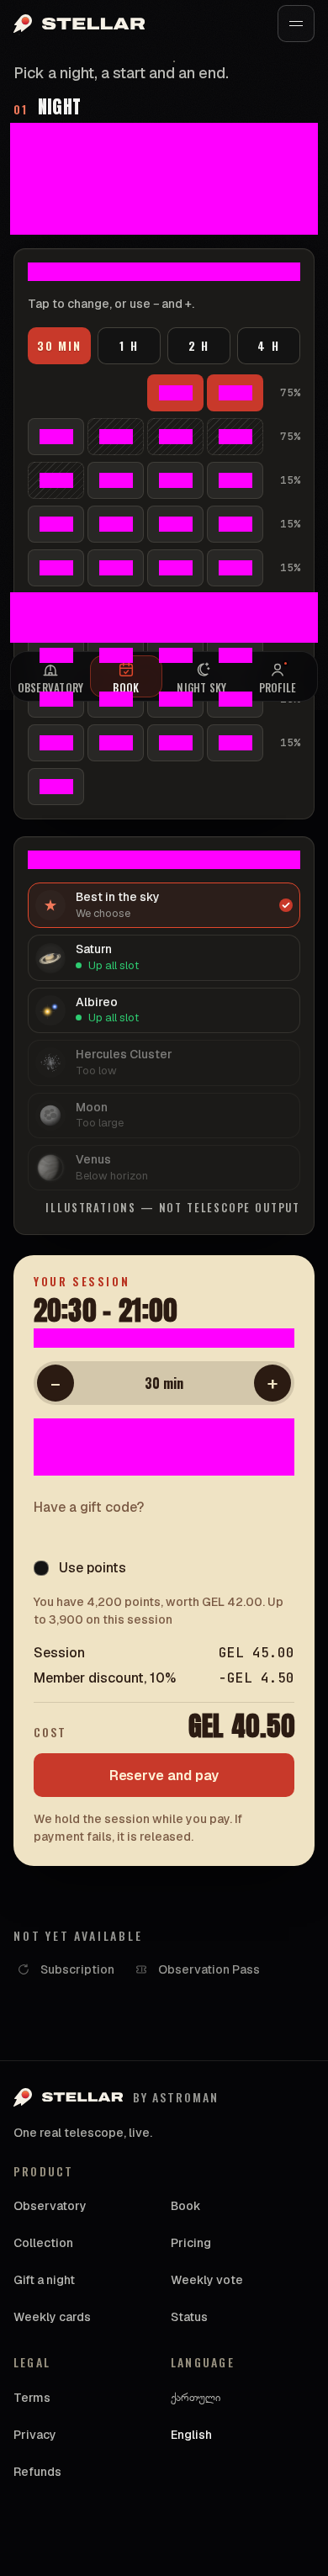 STELLAR
Pick a night, a start and an end.
01 NIGHT
Tap to change, or use – and +.
30 MIN 1 H 2 H 4 H
75%
75%
15%
15%
15%
OBSERVATORY BOOK NIGHT SKY PROFILE
15%
Best in the sky
We choose
Saturn
Up all slot
Albireo
Up all slot
Hercules Cluster
Too low
Moon
Too large
Venus
Below horizon
ILLUSTRATIONS — NOT TELESCOPE OUTPUT
YOUR SESSION
20:30 – 21:00
– 30 min +
Have a gift code?
Use points
You have 4,200 points, worth GEL 42.00. Up
to 3,900 on this session
Session GEL 45.00
Member discount, 10% -GEL 4.50
COST GEL 40.50
Reserve and pay
We hold the session while you pay. If
payment fails, it is released.
NOT YET AVAILABLE
Subscription Observation Pass
STELLAR BY ASTROMAN
One real telescope, live.
PRODUCT
Observatory Book
Collection Pricing
Gift a night Weekly vote
Weekly cards Status
LEGAL LANGUAGE
Terms ქართული
Privacy English
Refunds